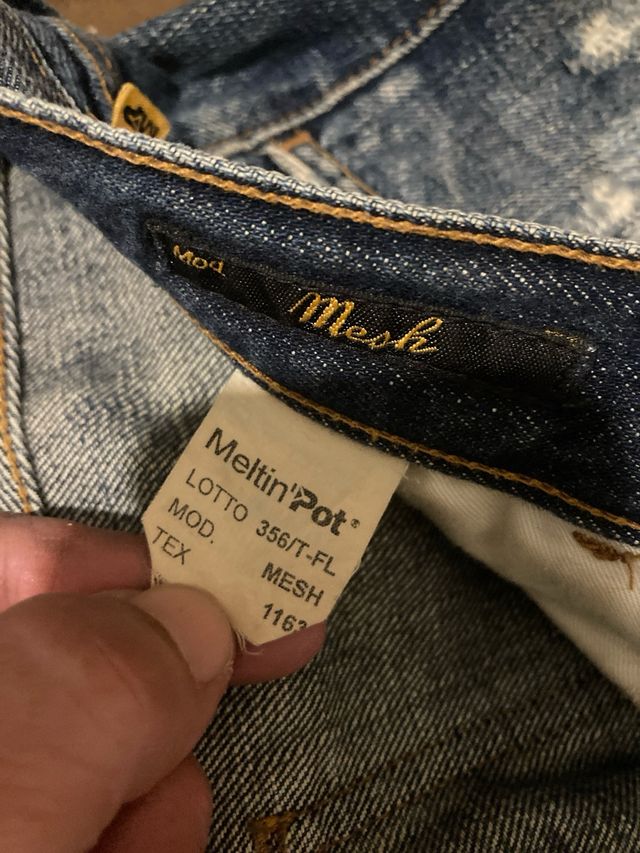 Mod
Mesh
Meltin'Pot®
LOTTO 356/T-FL
MOD. MESH
TEX